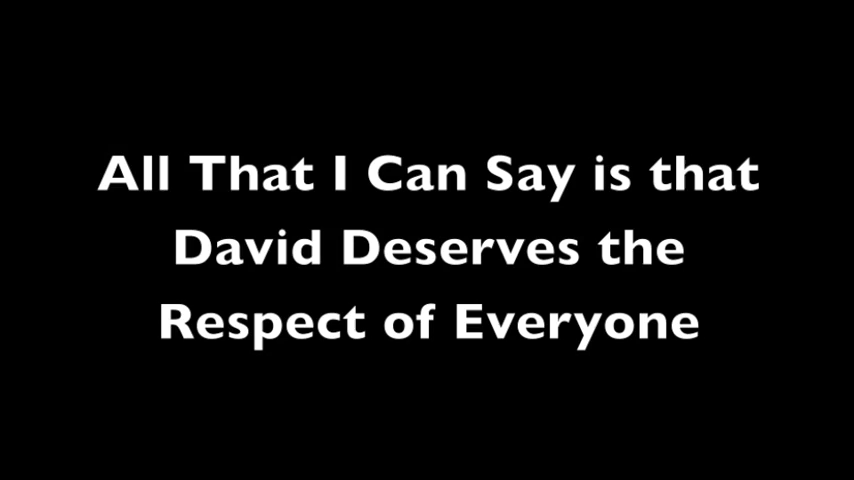 All That I Can Say is that
David Deserves the
Respect of Everyone